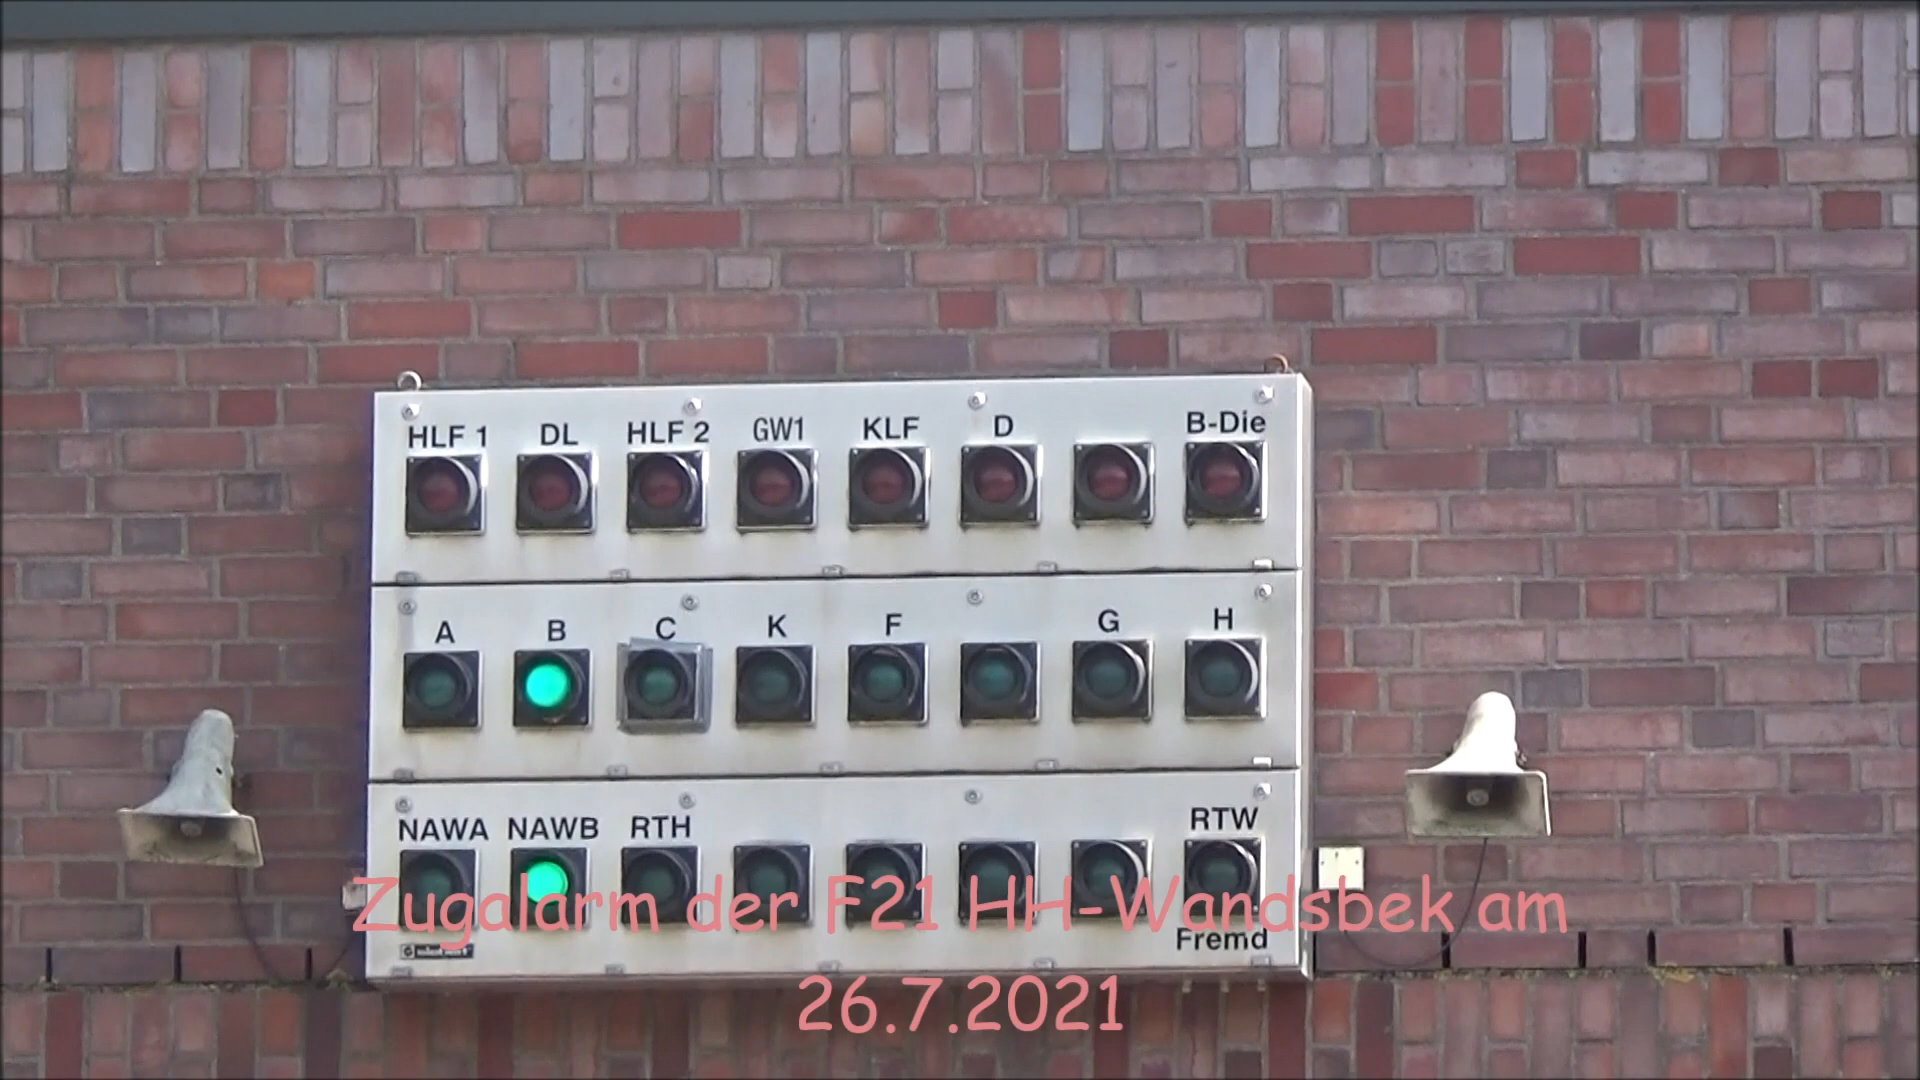 HLF 1 DL HLF 2 GW1 KLF D B-Die
A B C K F G H
NAWA NAWB RTH RTW
Fremd
Zugalarm der F21 HH-Wandsbek am
26.7.2021